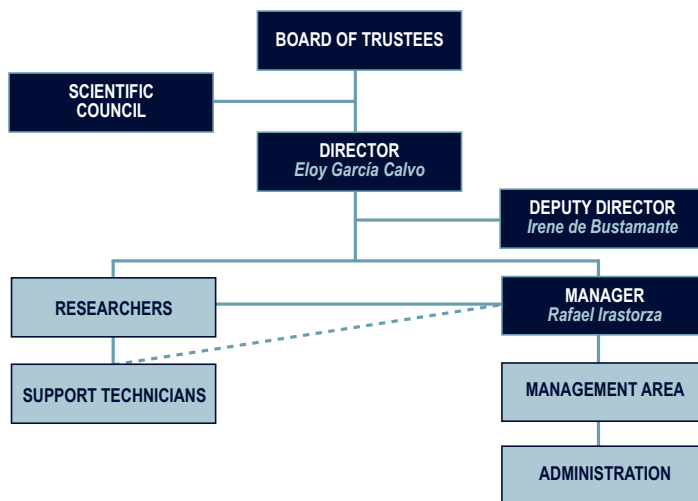 BOARD OF TRUSTEES
SCIENTIFIC
COUNCIL
DIRECTOR
Eloy García Calvo
DEPUTY DIRECTOR
Irene de Bustamante
RESEARCHERS
MANAGER
Rafael Irastorza
SUPPORT TECHNICIANS
MANAGEMENT AREA
ADMINISTRATION